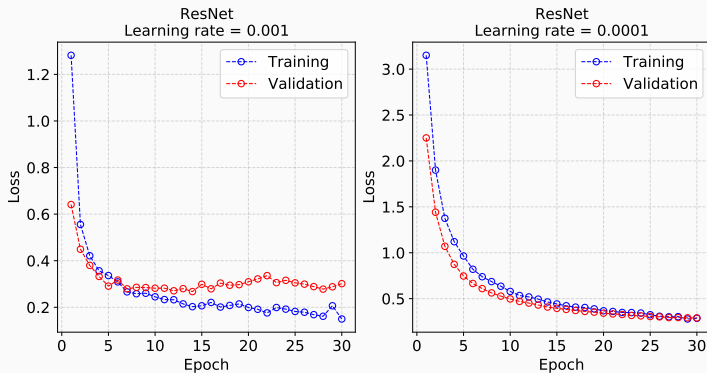 ResNet
Learning rate = 0.001
Training
Validation
1.2
1.0
0.8
0.6
0.4
0.2
Loss
0 5 10 15 20 25 30
Epoch
ResNet
Learning rate = 0.0001
Training
Validation
3.0
2.5
2.0
1.5
1.0
0.5
Loss
0 5 10 15 20 25 30
Epoch